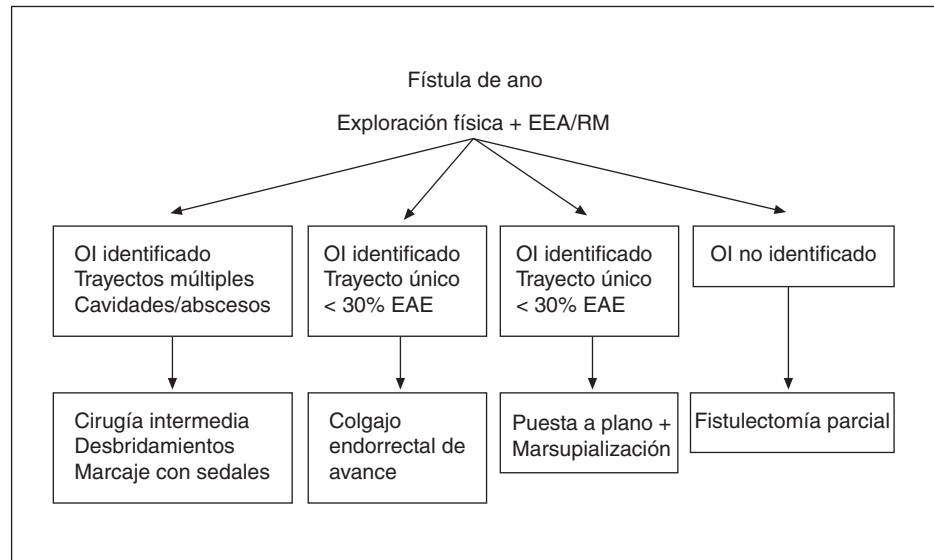 Fístula de ano
Exploración física + EEA/RM
OI identificado
Trayectos múltiples
Cavidades/abscesos
OI identificado
Trayecto único
< 30% EAE
OI identificado
Trayecto único
< 30% EAE
OI no identificado
Cirugía intermedia
Desbridamientos
Marcaje con sedales
Colgajo
endorrectal de
avance
Puesta a plano +
Marsupialización
Fistulectomía parcial